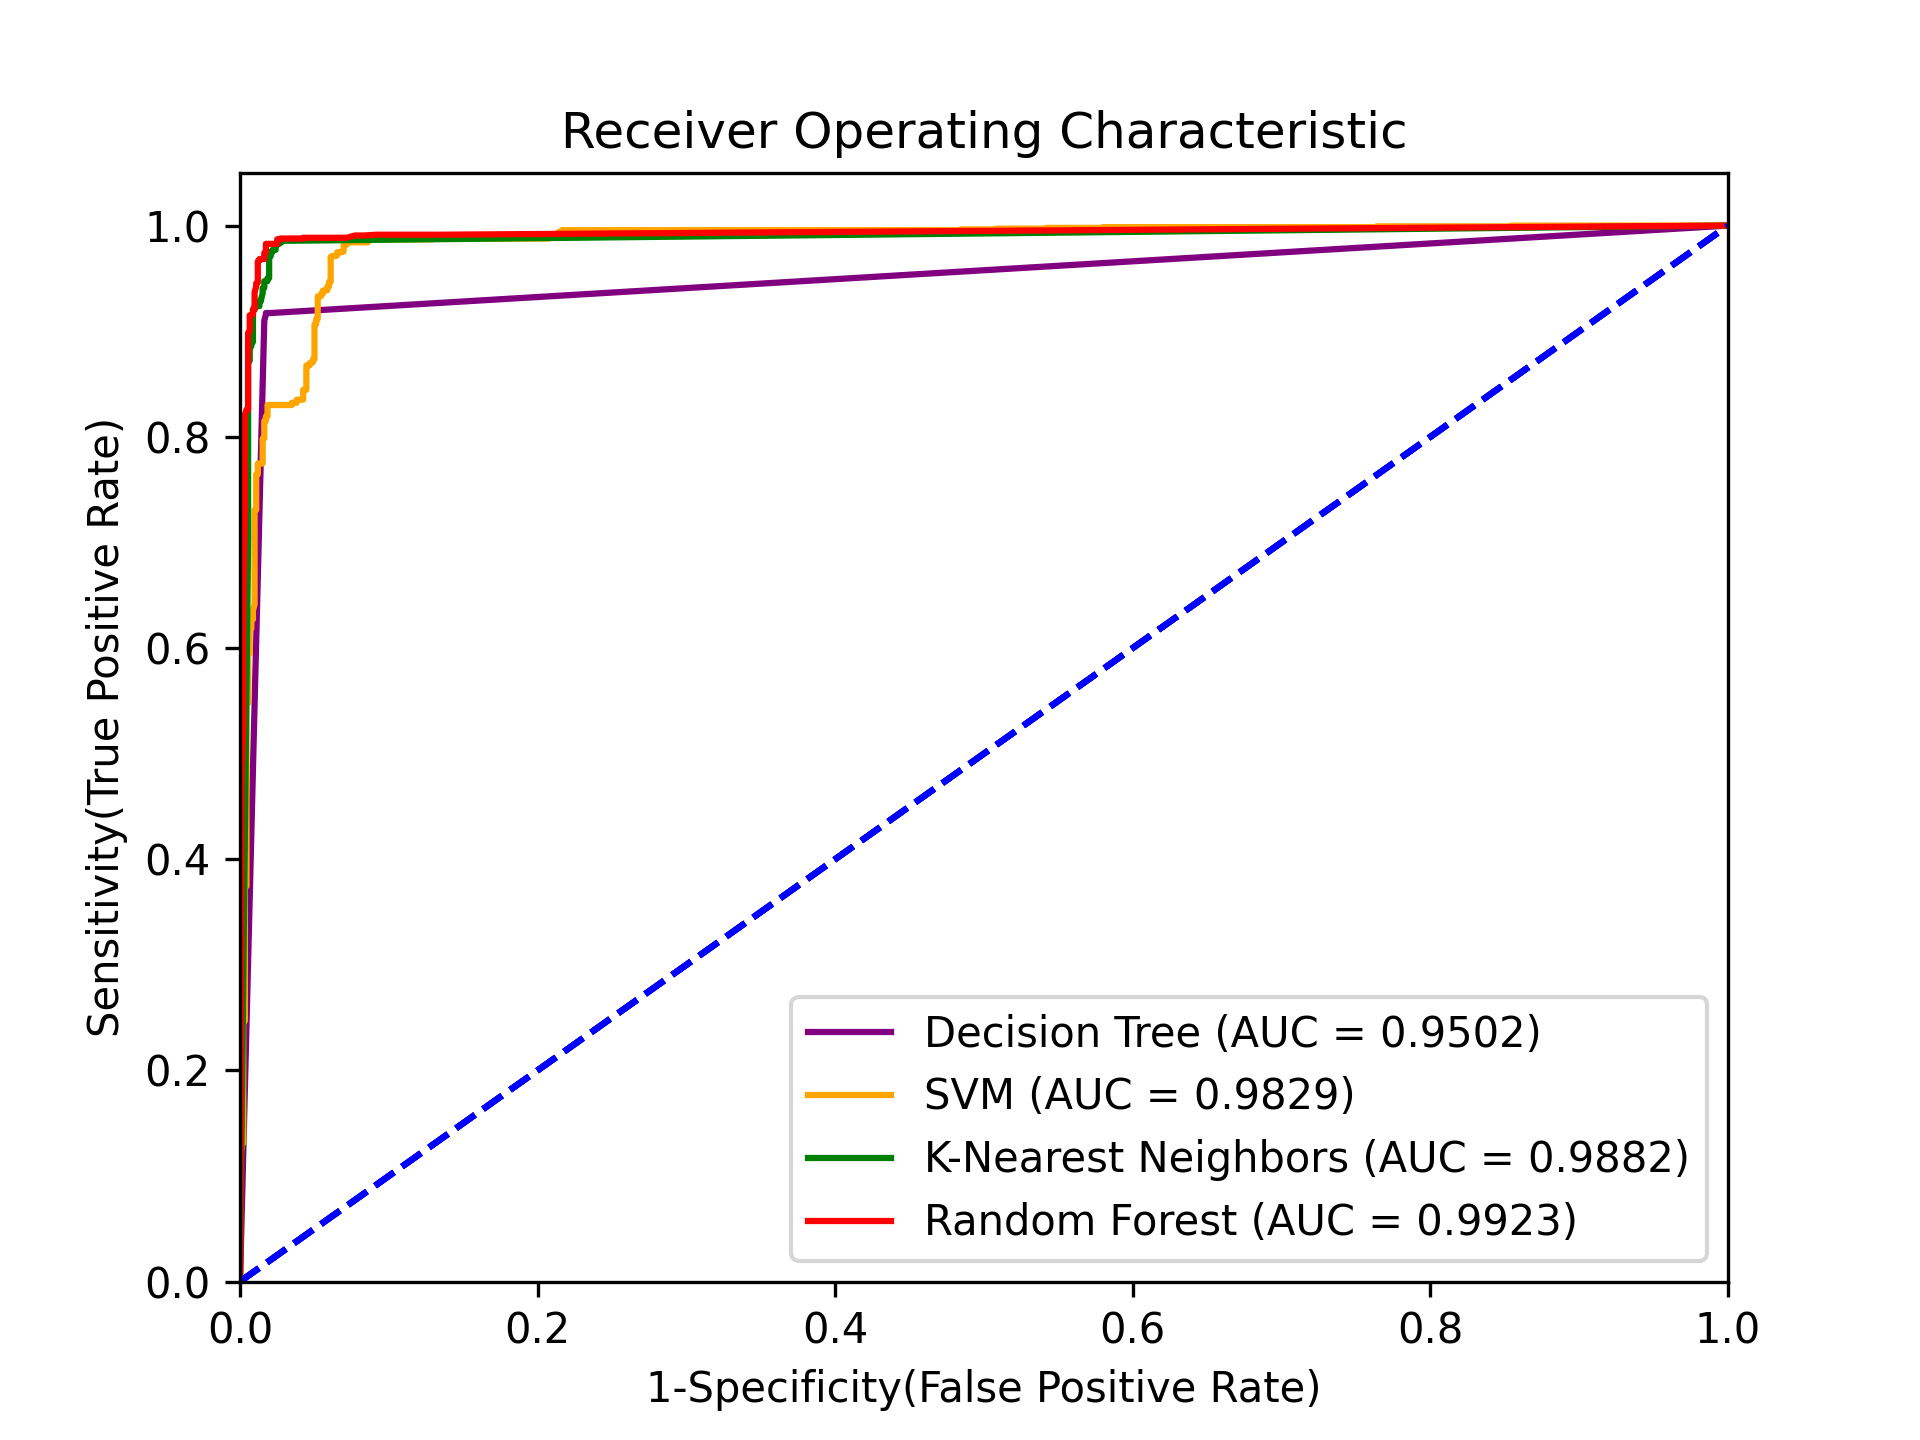 Receiver Operating Characteristic
1.0
0.8
0.6
0.4
0.2
0.0
Sensitivity(True Positive Rate)
Decision Tree (AUC = 0.9502)
SVM (AUC = 0.9829)
K-Nearest Neighbors (AUC = 0.9882)
Random Forest (AUC = 0.9923)
0.0 0.2 0.4 0.6 0.8 1.0
1-Specificity(False Positive Rate)